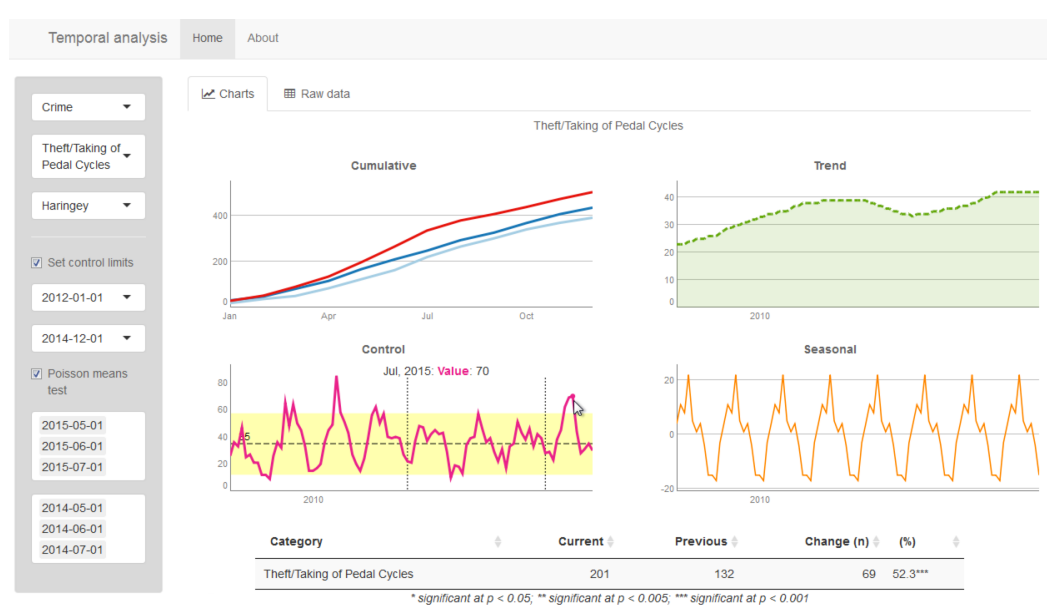 Temporal analysis Home About
Crime
Theft/Taking of
Pedal Cycles
Haringey
Set control limits
2012-01-01
2014-12-01
Poisson means
test
2015-05-01
2015-06-01
2015-07-01
2014-05-01
2014-06-01
2014-07-01
Charts Raw data
Theft/Taking of Pedal Cycles
Cumulative
400
200
0
Jan Apr Jul Oct
Trend
40
30
20
10
0
2010
Control
Jul, 2015: Value: 70
80
60
40
20
0
2010
Seasonal
20
0
-20
2010
Category Current Previous Change (n) (%)
Theft/Taking of Pedal Cycles 201 132 69 52.3***
* significant at p < 0.05; ** significant at p < 0.005; *** significant at p < 0.001